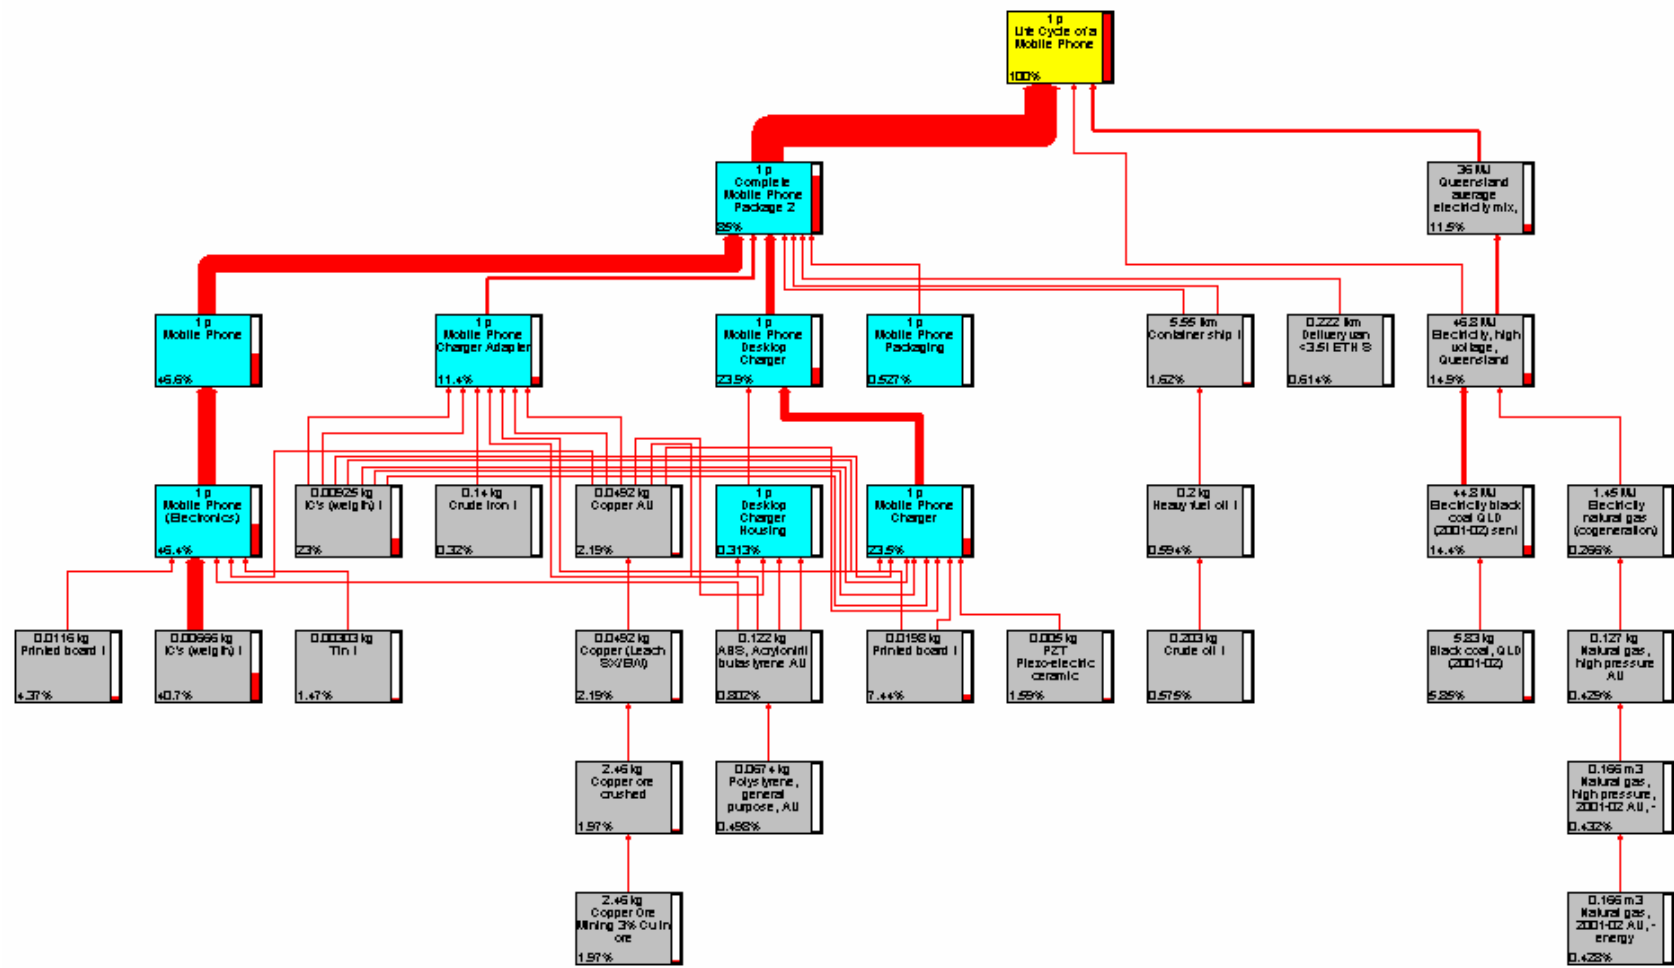 1 p
Life Cycle of a
Mobile Phone
100%
1 p
Complete
Mobile Phone
Package 2
85%
36 MJ
Queensland
average
electricity mix,
11.5%
1 p
Mobile Phone
46.6%
1 p
Mobile Phone
Charger Adapter
11.4%
1 p
Mobile Phone
Desktop
Charger
23.9%
1 p
Mobile Phone
Packaging
0.527%
5.55 tkm
Container ship I
1.62%
0.222 tkm
Delivery van
<3.5t ETH S
0.614%
46.8 MJ
Electricity, high
voltage,
Queensland
14.9%
1 p
Mobile Phone
(Electronics)
46.4%
0.00925 kg
IC's (weigth) I
23%
0.14 kg
Crude iron I
0.32%
0.0492 kg
Copper AU
2.19%
1 p
Desktop
Charger
Housing
0.313%
1 p
Mobile Phone
Charger
23.5%
0.2 kg
Heavy fuel oil I
0.594%
44.8 MJ
Electricity black
coal QLD
(2001-02) sent
14.4%
1.45 MJ
Electricity
natural gas
(cogeneration)
0.266%
0.0116 kg
Printed board I
4.37%
0.00666 kg
IC's (weigth) I
40.7%
0.00303 kg
Tin I
1.47%
0.0492 kg
Copper (Leach
SX/EW)
2.19%
0.122 kg
ABS, Acrylonitril
butastyrene AU
0.802%
0.0198 kg
Printed board I
7.44%
0.005 kg
PZT
Piezo-electric
ceramic
1.59%
0.203 kg
Crude oil I
0.575%
5.83 kg
Black coal, QLD
(2001-02)
5.85%
0.127 kg
Natural gas,
high pressure
AU
0.429%
2.46 kg
Copper ore
crushed
1.97%
0.0674 kg
Polystyrene,
general
purpose, AU
0.498%
0.166 m3
Natural gas,
high pressure,
2001-02 AU, -
0.432%
2.46 kg
Copper Ore
Mining 3% Cu in
ore
1.97%
0.166 m3
Natural gas,
2001-02 AU, -
energy
0.428%